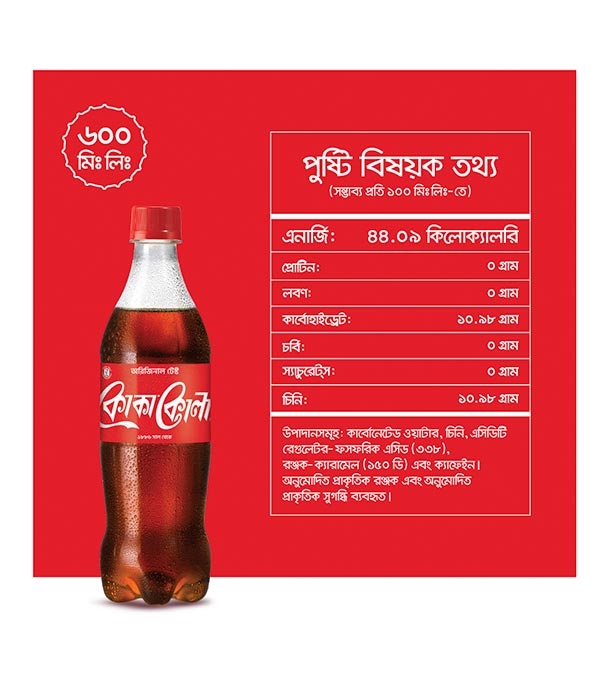 ৬০০
মিঃ লিঃ
পুষ্টি বিষয়ক তথ্য
(সম্ভাব্য প্রতি ১০০ মিঃ লিঃ-তে)
এনার্জি: ৪৪.০৯ কিলোক্যালরি
প্রোটিন: ০ গ্রাম
লবণ: ০ গ্রাম
কার্বোহাইড্রেট: ১০.৯৮ গ্রাম
চর্বি: ০ গ্রাম
স্যাচুরেট্স: ০ গ্রাম
চিনি: ১০.৯৮ গ্রাম
উপাদানসমূহ: কার্বোনেটেড ওয়াটার, চিনি, এসিডিটি
রেগুলেটর-ফসফরিক এসিড (৩৩৮),
রঞ্জক-ক্যারামেল (১৫০ ডি) এবং ক্যাফেইন।
অনুমোদিত প্রাকৃতিক রঞ্জক এবং অনুমোদিত
প্রাকৃতিক সুগন্ধি ব্যবহৃত।
অরিজিনাল টেস্ট
কোকা কোলা
১৮৮৬ সাল থেকে